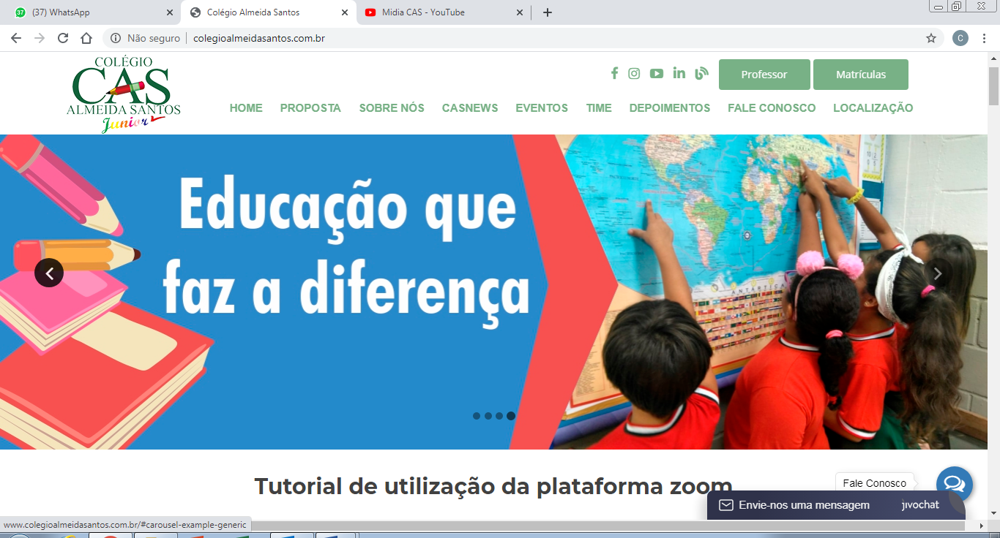 37
(37) WhatsApp
Colégio Almeida Santos
Midia CAS - YouTube
Não seguro
colegioalmeidasantos.com.br
C
COLÉGIO
CAS
ALMEIDA SANTOS
Junior
Professor
Matrículas
HOME
PROPOSTA
SOBRE NÓS
CASNEWS
EVENTOS
TIME
DEPOIMENTOS
FALE CONOSCO
LOCALIZAÇÃO
Educação que
faz a diferença
Tutorial de utilização da plataforma zoom
Fale Conosco
Envie-nos uma mensagem
jivochat
www.colegioalmeidasantos.com.br/#carousel-example-generic